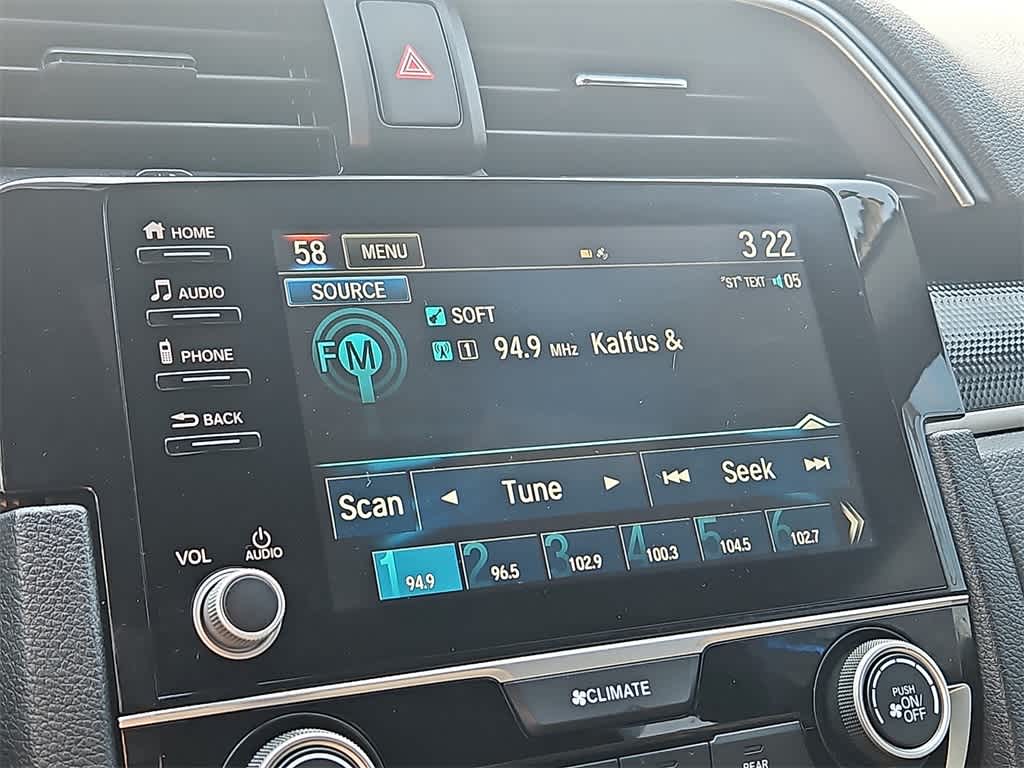 HOME
AUDIO
PHONE
BACK
VOL
AUDIO
58 MENU 3 22
SOURCE "ST" TEXT 05
SOFT
FM 1 94.9 MHz Kalfus &
Scan Tune Seek
1 94.9 2 96.5 3 102.9 4 100.3 5 104.5 6 102.7
CLIMATE
PUSH
ON/
OFF
REAR